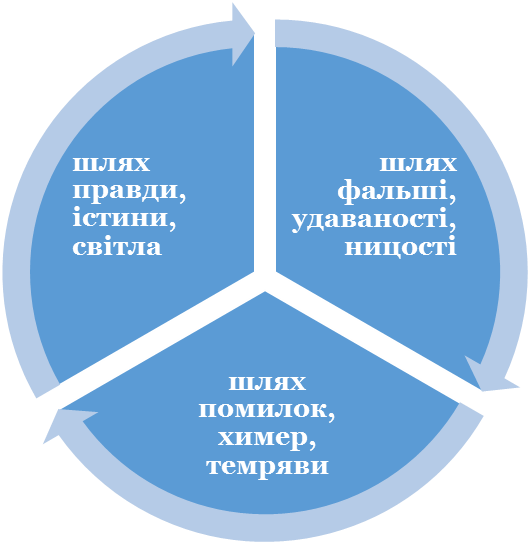 шлях
правди,
істини,
світла
шлях
фальші,
удаваності,
ницості
шлях
помилок,
химер,
темряви